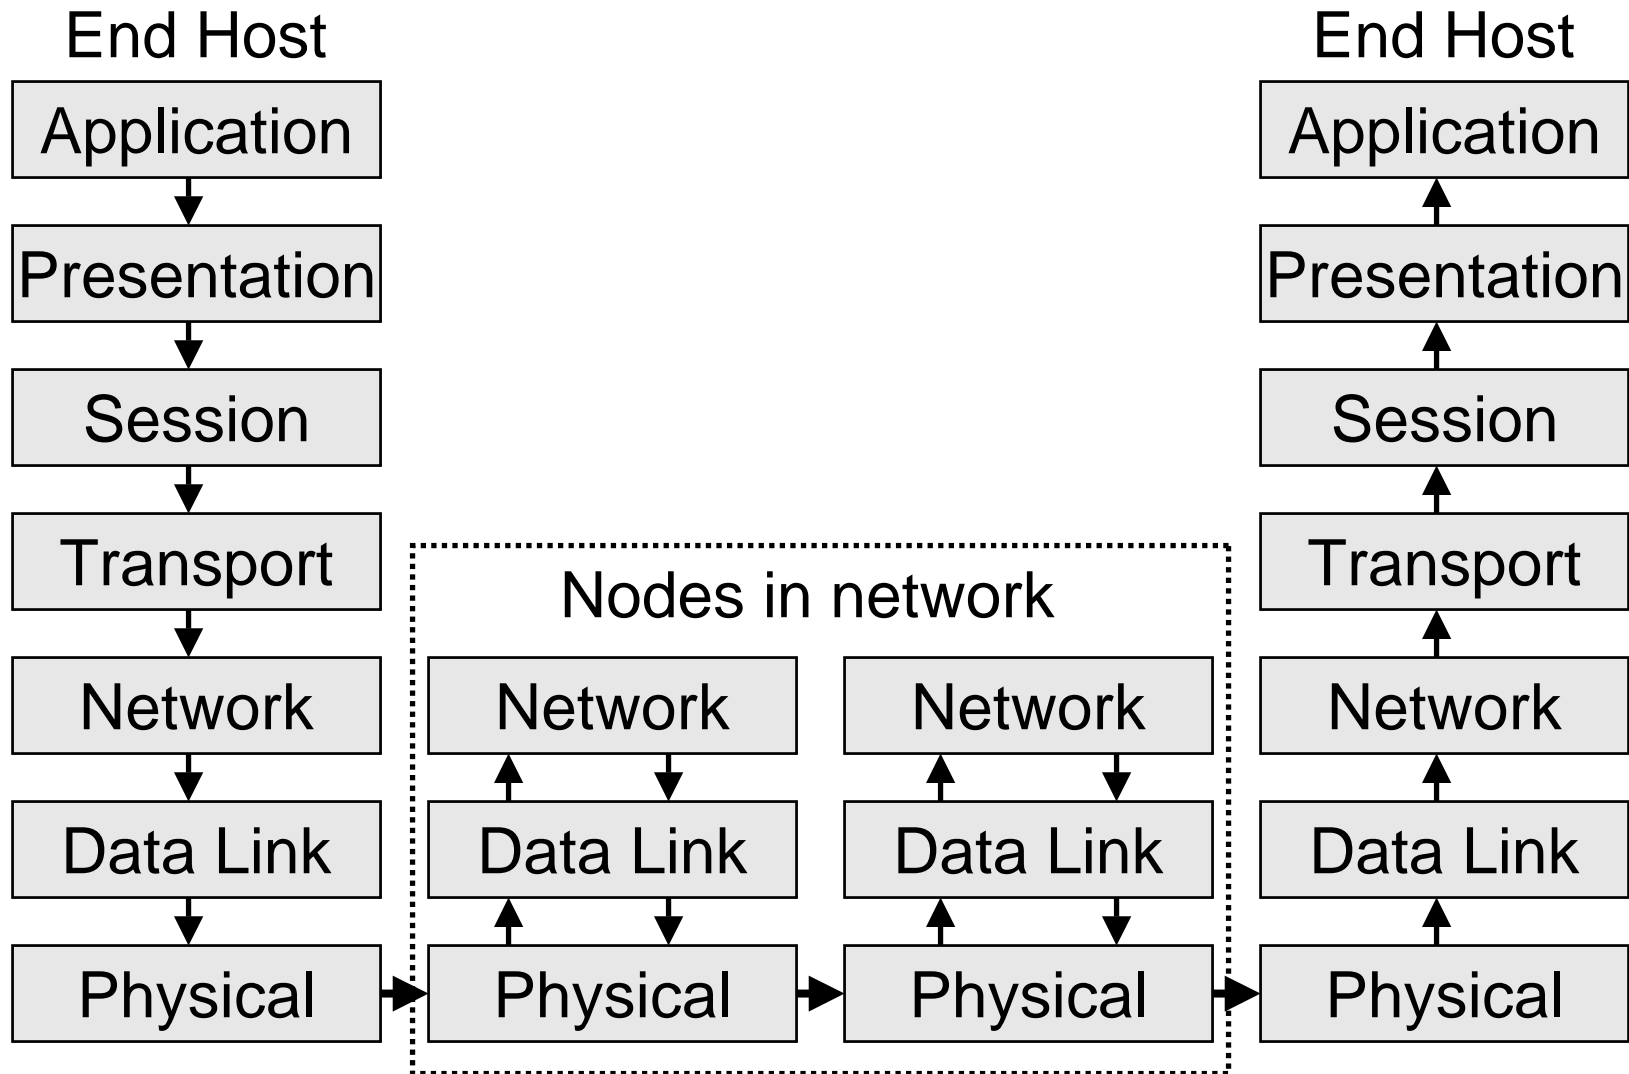 End Host
Application
Presentation
Session
Transport
Network
Data Link
Physical
Nodes in network
Network
Data Link
Physical
Network
Data Link
Physical
End Host
Application
Presentation
Session
Transport
Network
Data Link
Physical